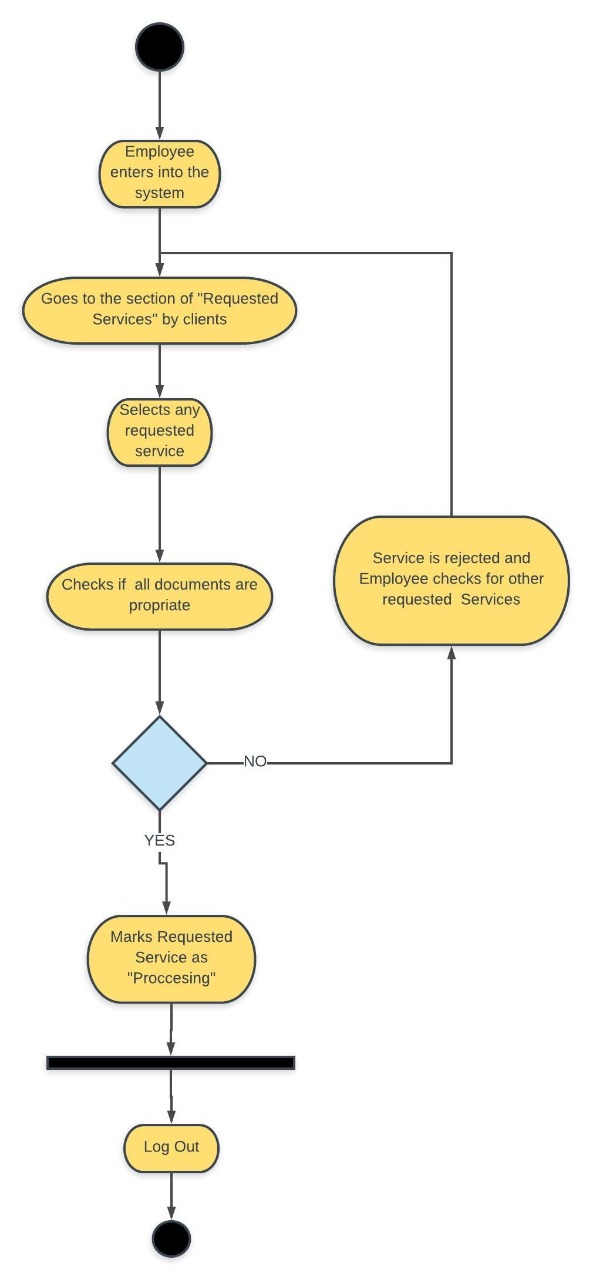 Employee
enters into the
system
Goes to the section of "Requested
Services" by clients
Selects any
requested
service
Checks if  all documents are
propriate
Service is rejected and
Employee checks for other
requested  Services
NO
YES
Marks Requested
Service as
"Proccesing"
Log Out